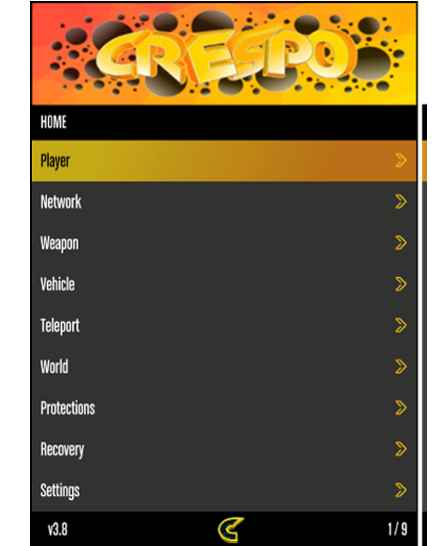 CRESPO
HOME
Player
Network
Weapon
Vehicle
Teleport
World
Protections
Recovery
Settings
v3.8 1/9